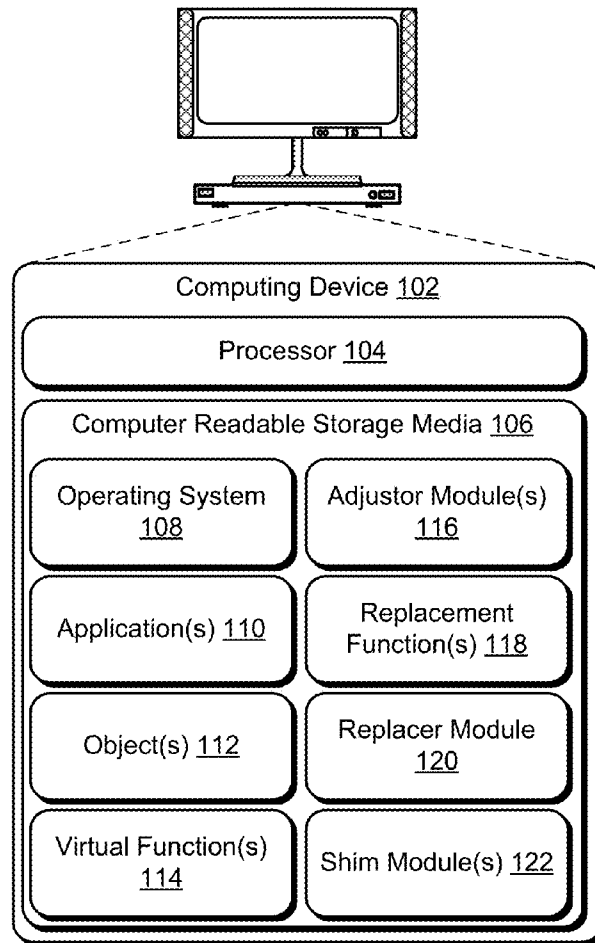 Computing Device 102
Processor 104
Computer Readable Storage Media 106
Operating System
108
Adjustor Module(s)
116
Application(s) 110
Replacement
Function(s) 118
Object(s) 112
Replacer Module
120
Virtual Function(s)
114
Shim Module(s) 122